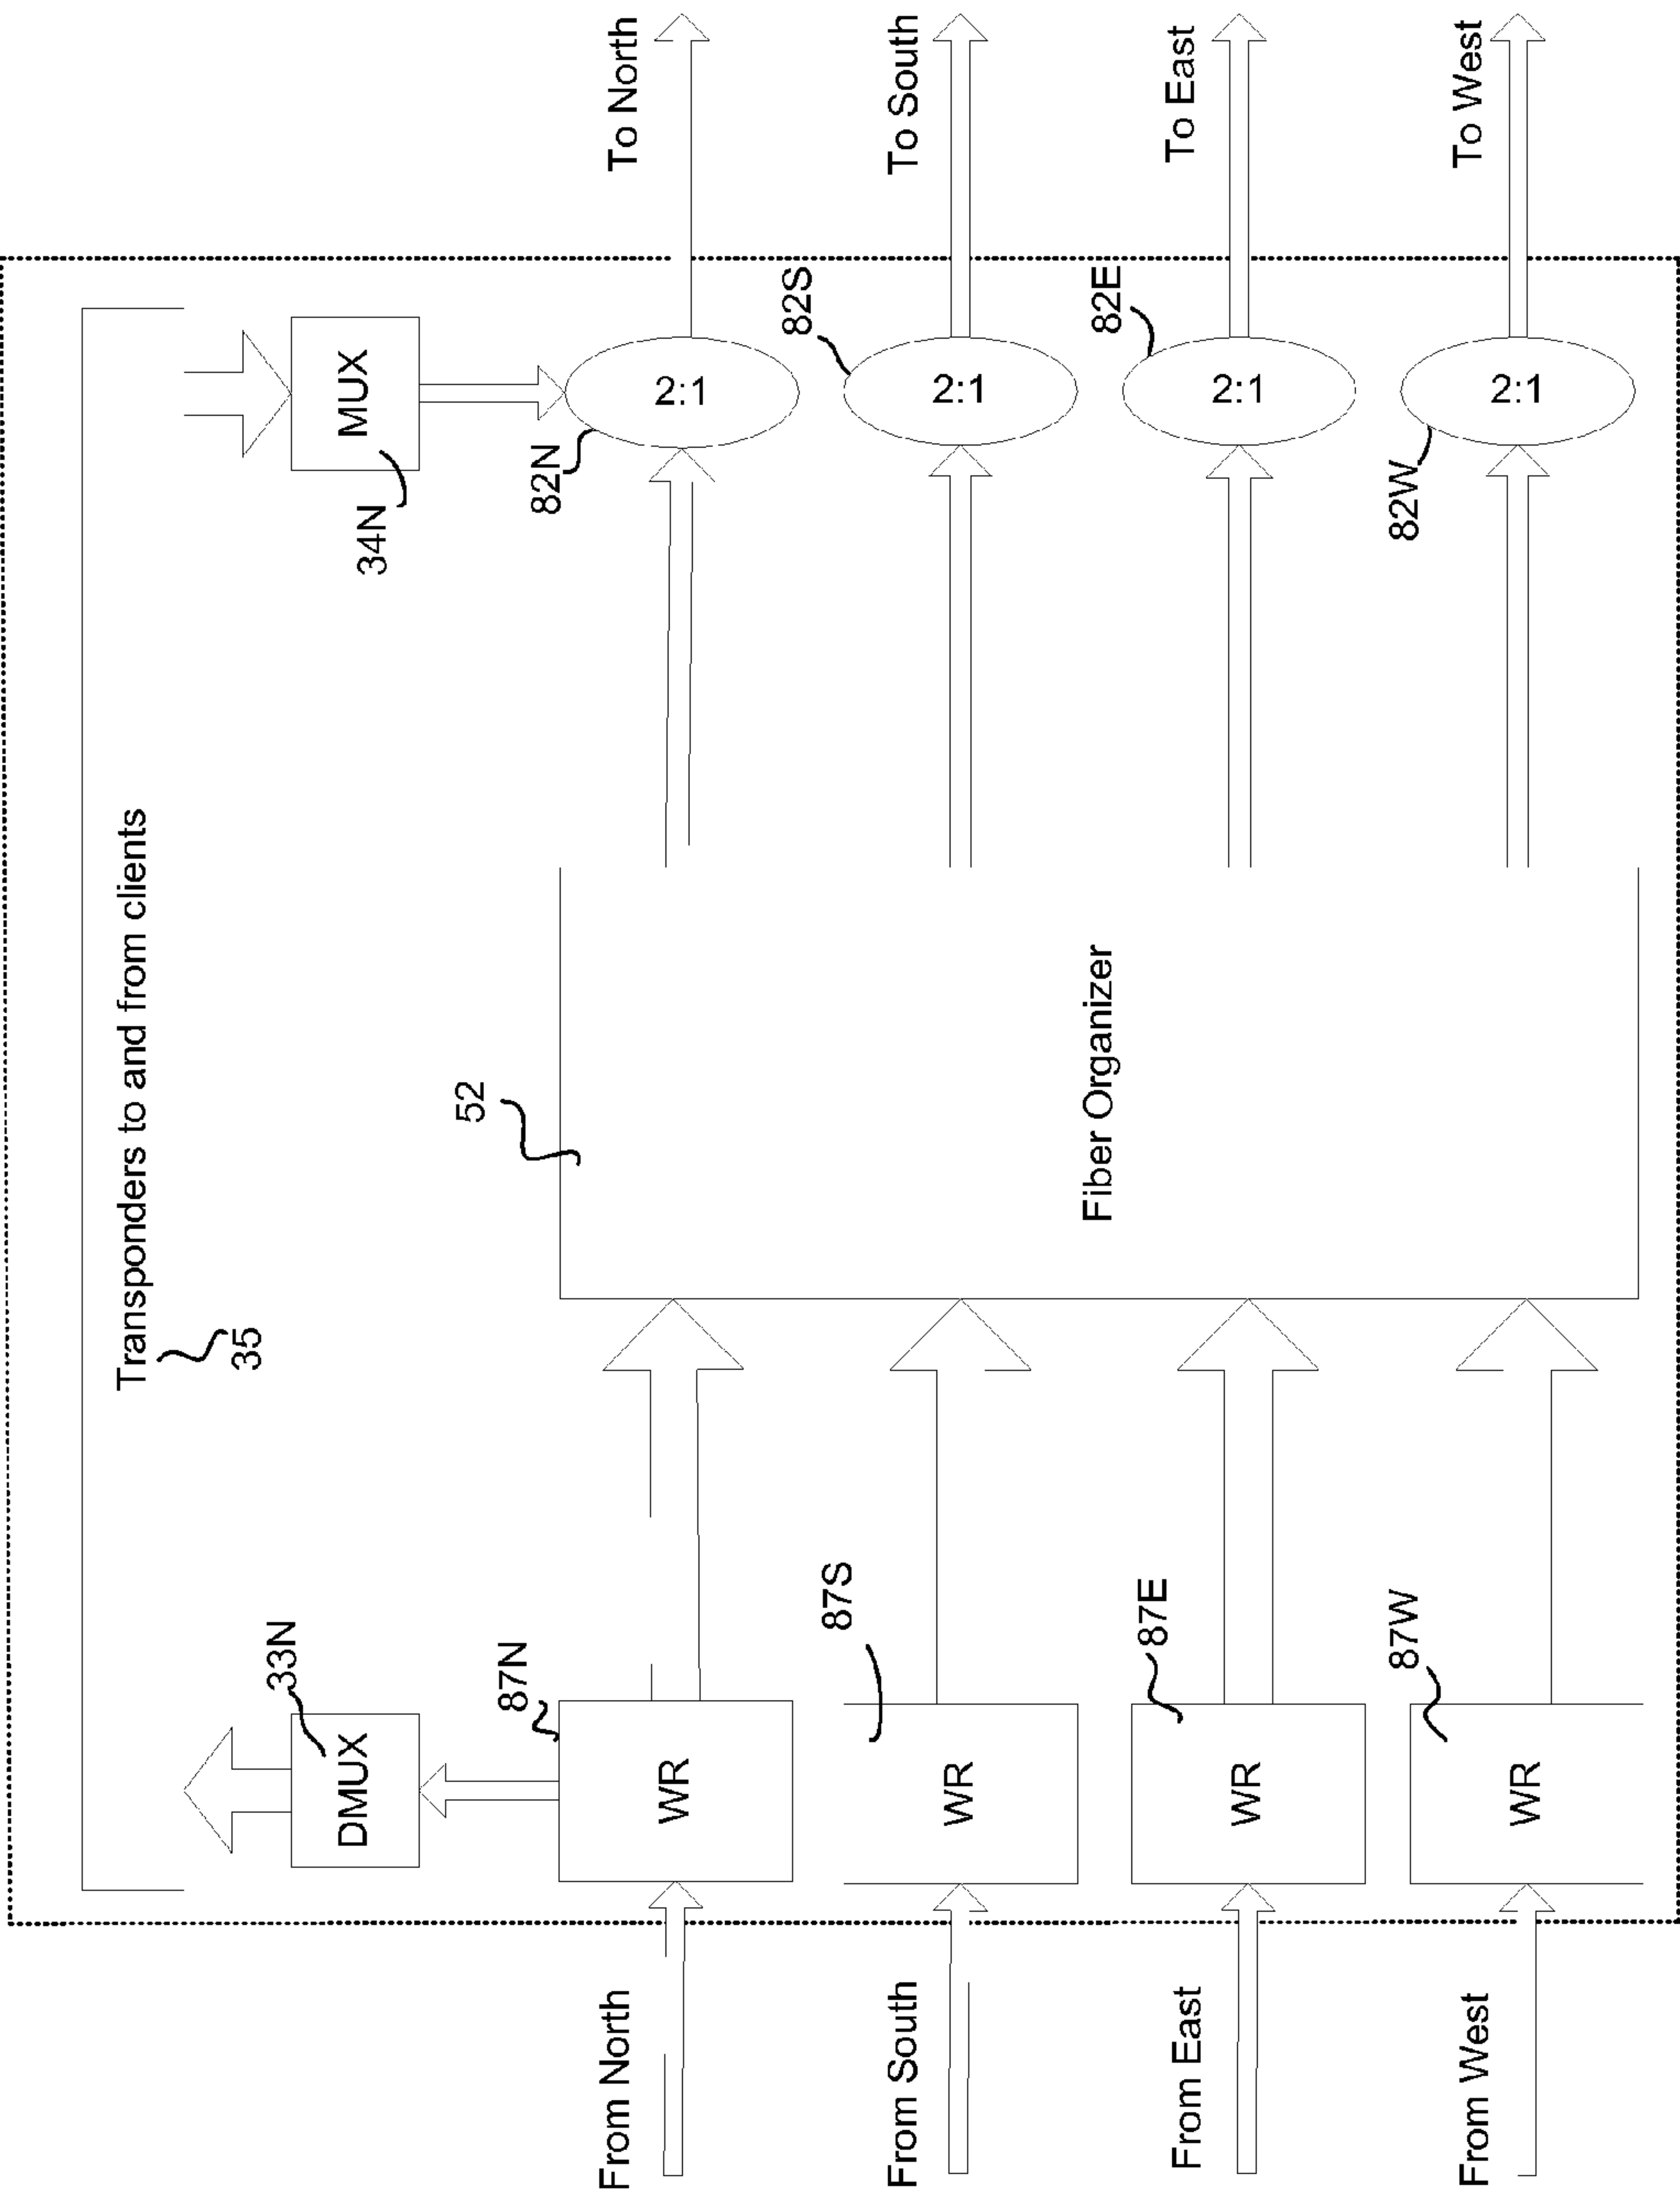 Transponders to and from clients
35
33N
DMUX
MUX
34N
52
From North
87N
WR
82N
2:1
To North
From South
87S
WR
Fiber Organizer
82S
2:1
To South
From East
87E
WR
82E
2:1
To East
From West
87W
WR
82W
2:1
To West